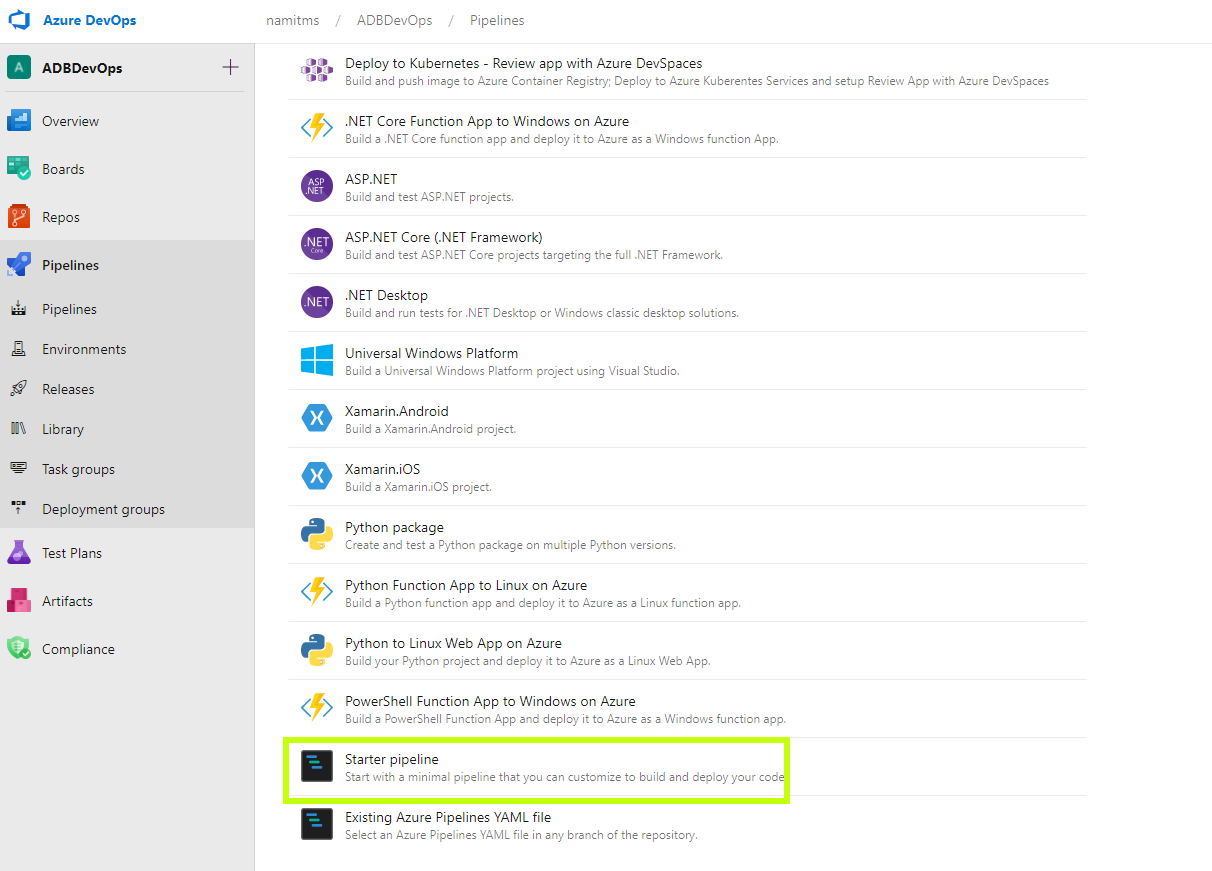 Azure DevOps
namitms / ADBDevOps / Pipelines
A ADBDevOps +
Overview
Boards
Repos
Pipelines
Pipelines
Environments
Releases
Library
Task groups
Deployment groups
Test Plans
Artifacts
Compliance
Deploy to Kubernetes - Review app with Azure DevSpaces
Build and push image to Azure Container Registry; Deploy to Azure Kuberentes Services and setup Review App with Azure DevSpaces
.NET Core Function App to Windows on Azure
Build a .NET Core function app and deploy it to Azure as a Windows function App.
ASP
.NET
ASP.NET
Build and test ASP.NET projects.
.NET
Core
ASP.NET Core (.NET Framework)
Build and test ASP.NET Core projects targeting the full .NET Framework.
.NET
.NET Desktop
Build and run tests for .NET Desktop or Windows classic desktop solutions.
Universal Windows Platform
Build a Universal Windows Platform project using Visual Studio.
X
Xamarin.Android
Build a Xamarin.Android project.
X
Xamarin.iOS
Build a Xamarin.iOS project.
Python package
Create and test a Python package on multiple Python versions.
Python Function App to Linux on Azure
Build a Python function app and deploy it to Azure as a Linux function app.
Python to Linux Web App on Azure
Build your Python project and deploy it to Azure as a Linux Web App.
PowerShell Function App to Windows on Azure
Build a PowerShell Function App and deploy it to Azure as a Windows function app.
Starter pipeline
Start with a minimal pipeline that you can customize to build and deploy your code
Existing Azure Pipelines YAML file
Select an Azure Pipelines YAML file in any branch of the repository.